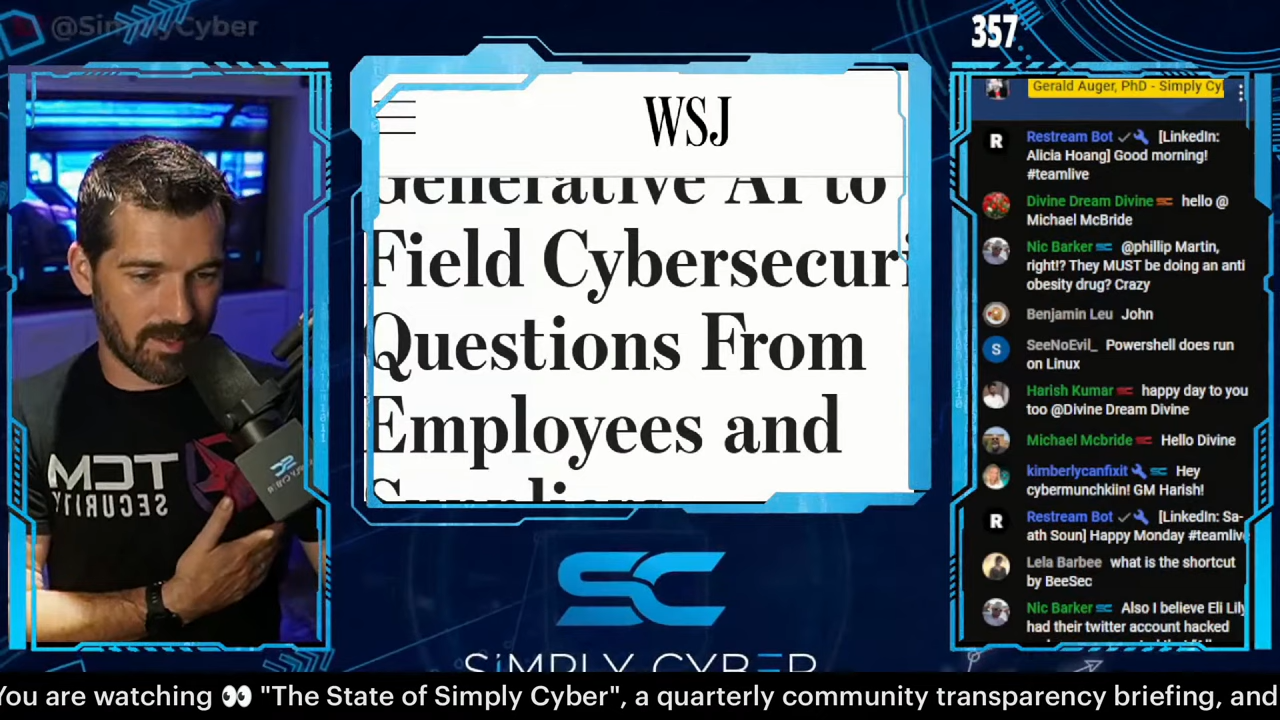 @SimplyCyber
357
WSJ
Generative AI to
Field Cybersecuri
Questions From
Employees and
Suppliers
TCM
SECURITY
SC
SIMPLY CYBER
Gerald Auger, PhD - Simply Cy
R Restream Bot [LinkedIn:
Alicia Hoang] Good morning!
#teamlive
Divine Dream Divine hello @
Michael McBride
Nic Barker @phillip Martin,
right!? They MUST be doing an anti
obesity drug? Crazy
Benjamin Leu John
S SeeNoEvil_ Powershell does run
on Linux
Harish Kumar happy day to you
too @Divine Dream Divine
Michael Mcbride Hello Divine
kimberlycanfixit Hey
cybermunchkiin! GM Harish!
R Restream Bot [LinkedIn: Sa-
ath Soun] Happy Monday #teamlive
Lela Barbee what is the shortcut
by BeeSec
Nic Barker Also I believe Eli Lily
had their twitter account hacked
You are watching 👀 "The State of Simply Cyber", a quarterly community transparency briefing, and